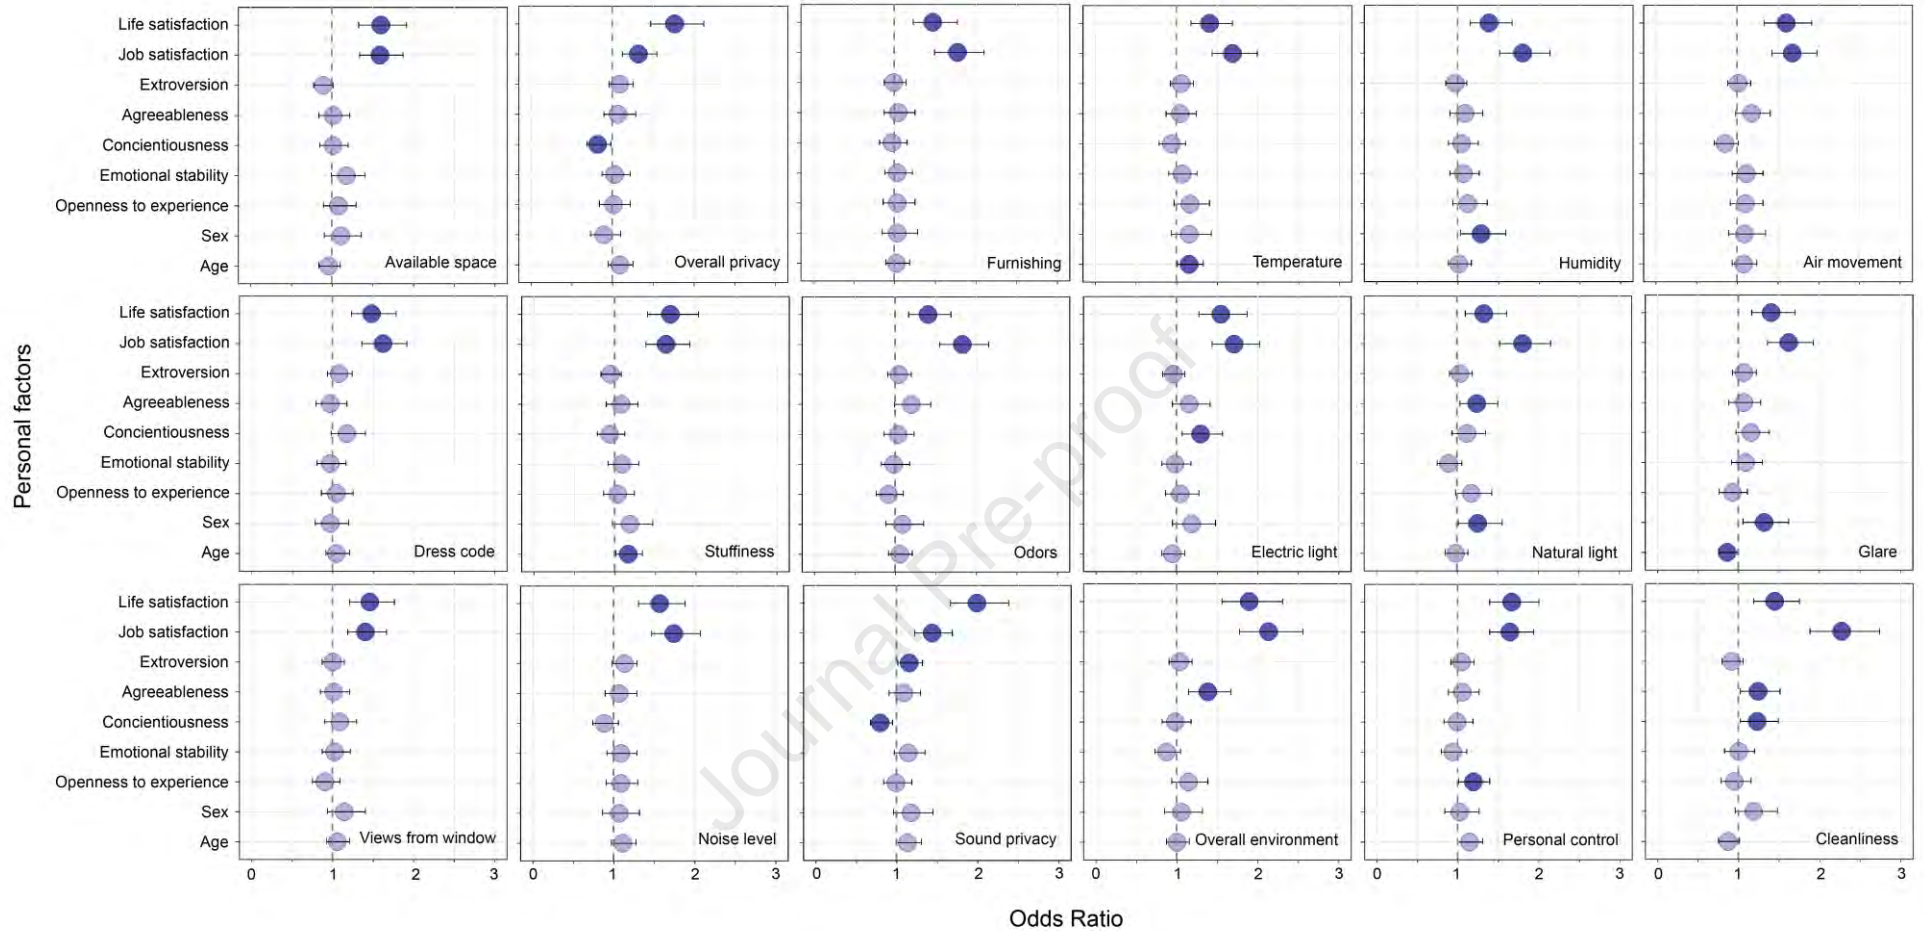 Life satisfaction
Job satisfaction
Extroversion
Agreeableness
Concientiousness
Emotional stability
Openness to experience
Sex
Age
Available space
Overall privacy
Furnishing
Temperature
Humidity
Air movement
Life satisfaction
Job satisfaction
Extroversion
Agreeableness
Concientiousness
Emotional stability
Openness to experience
Sex
Age
Dress code
Stuffiness
Odors
Electric light
Natural light
Glare
Life satisfaction
Job satisfaction
Extroversion
Agreeableness
Concientiousness
Emotional stability
Openness to experience
Sex
Age
Views from window
Noise level
Sound privacy
Overall environment
Personal control
Cleanliness
0 1 2 3 0 1 2 3 0 1 2 3 0 1 2 3 0 1 2 3 0 1 2 3
Personal factors
Odds Ratio
Journal Pre-proof